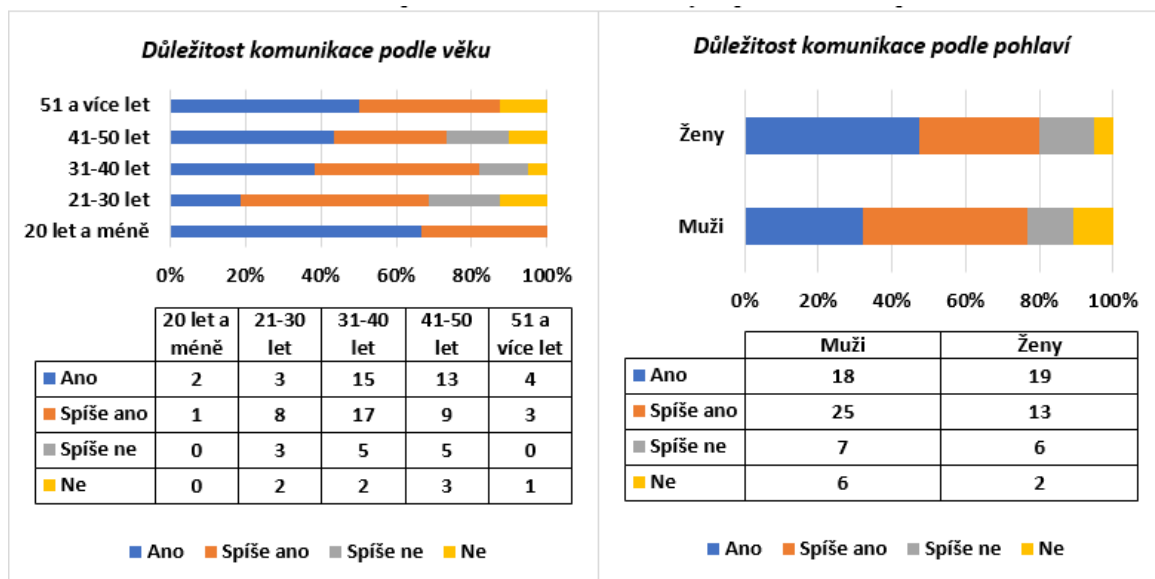 Důležitost komunikace podle věku
51 a více let
41-50 let
31-40 let
21-30 let
20 let a méně
0% 20% 40% 60% 80% 100%
20 let a méně 21-30 let 31-40 let 41-50 let 51 a více let
Ano 2 3 15 13 4
Spíše ano 1 8 17 9 3
Spíše ne 0 3 5 5 0
Ne 0 2 2 3 1
Ano Spíše ano Spíše ne Ne
Důležitost komunikace podle pohlaví
Ženy
Muži
0% 20% 40% 60% 80% 100%
Muži Ženy
Ano 18 19
Spíše ano 25 13
Spíše ne 7 6
Ne 6 2
Ano Spíše ano Spíše ne Ne